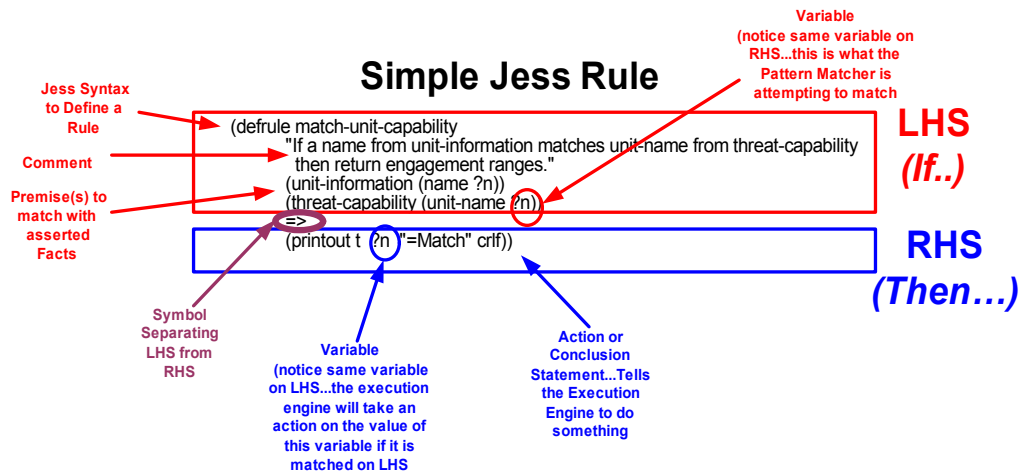 Variable
(notice same variable on
RHS...this is what the
Pattern Matcher is
attempting to match
Simple Jess Rule
Jess Syntax
to Define a
Rule
Comment
Premise(s) to
match with
asserted
Facts
(defrule match-unit-capability
"If a name from unit-information matches unit-name from threat-capability
then return engagement ranges."
(unit-information (name ?n))
(threat-capability (unit-name ?n))
=>
(printout t ?n "=Match" crlf))
LHS
(If..)
RHS
(Then...)
Symbol
Separating
LHS from
RHS
Variable
(notice same variable
on LHS...the execution
engine will take an
action on the value of
this variable if it is
matched on LHS
Action or
Conclusion
Statement...Tells
the Execution
Engine to do
something